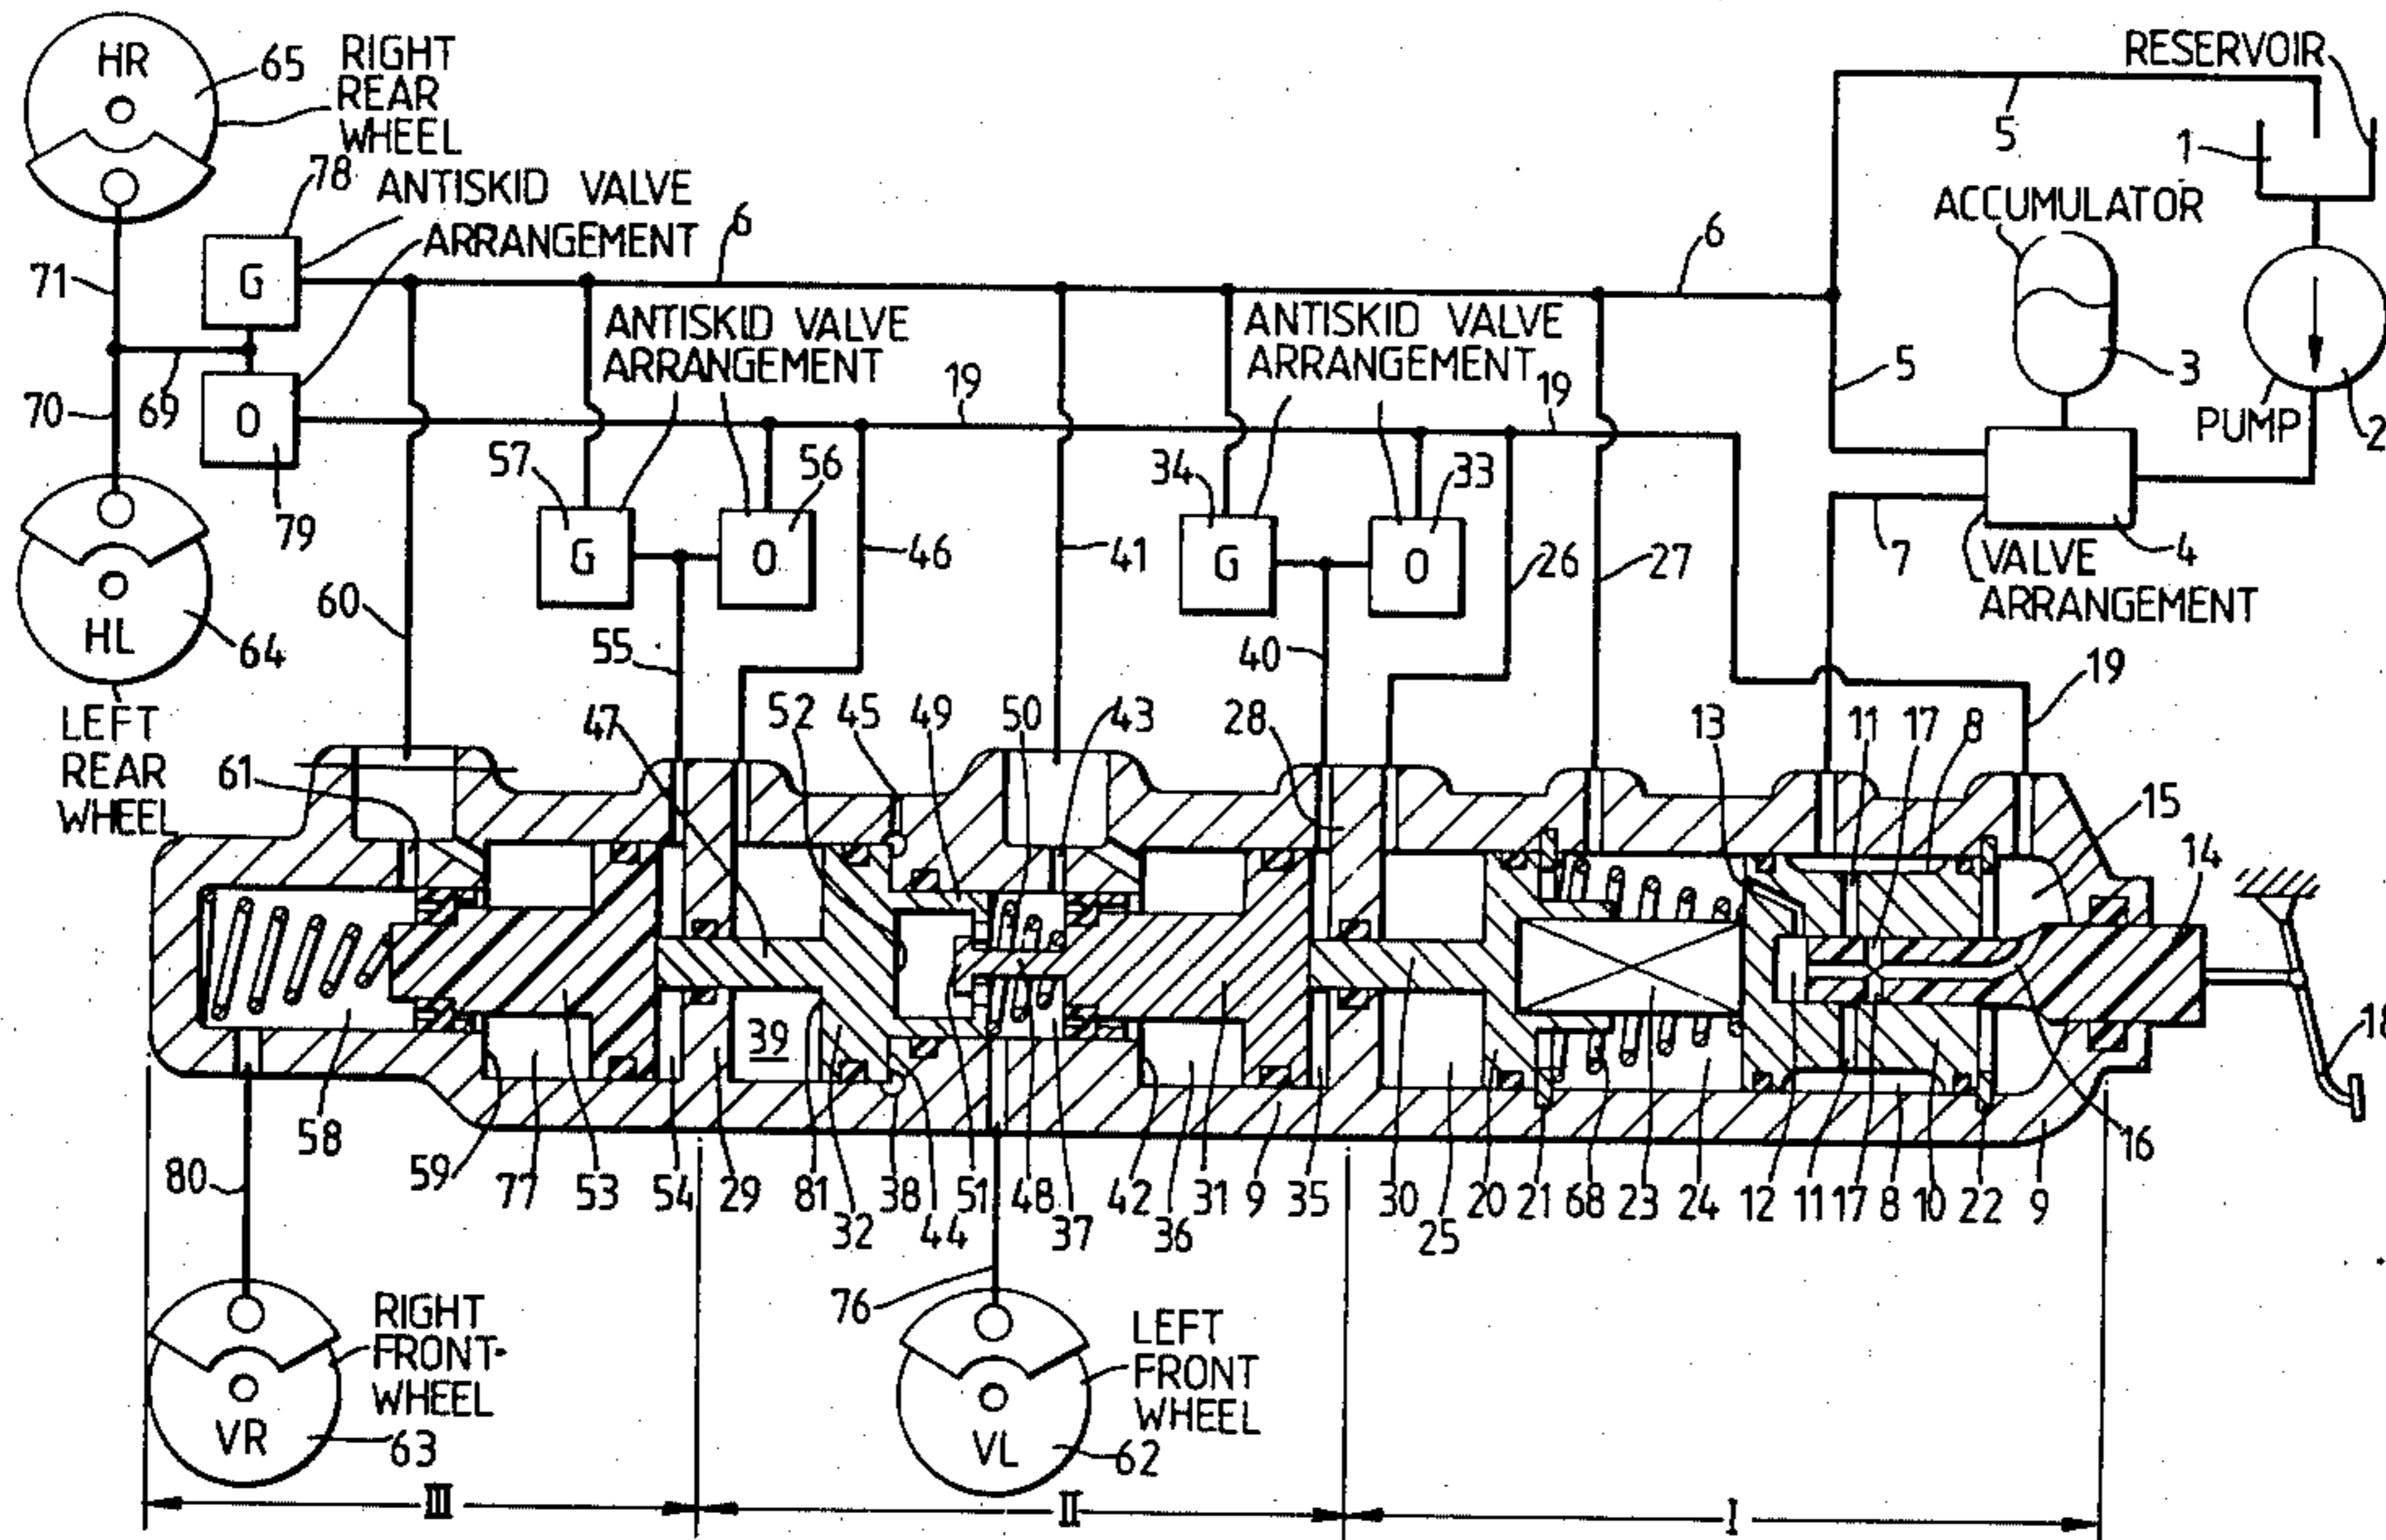 HR
65
RIGHT
REAR
WHEEL
78
ANTISKID VALVE
ARRANGEMENT
G
71
70
69
O
79
HL
64
LEFT
REAR
WHEEL
6
6
5
RESERVOIR
1
ACCUMULATOR
3
5
PUMP
2
ANTISKID VALVE
ARRANGEMENT
ANTISKID VALVE
ARRANGEMENT
19
19
57
G
56
O
46
41
34
G
33
O
26
27
7
4
VALVE
ARRANGEMENT
60
55
40
19
61
47
52
45
49
50
43
28
13
11
17
8
15
14
18
39
58
80
59
77
53
54
29
81
32
38
44
51
48
37
42
36
31
9
35
30
25
20
21
68
23
24
12
11
17
8
10
22
9
16
76
RIGHT
FRONT-
WHEEL
VR
63
LEFT
FRONT
WHEEL
VL
62
III
II
I